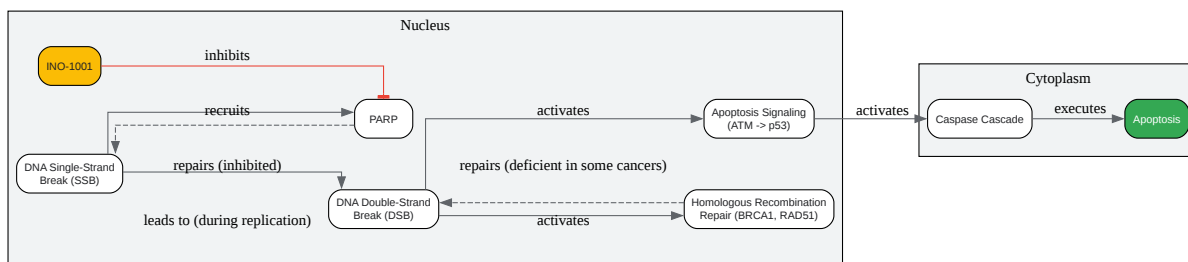 Nucleus
INO-1001
inhibits
recruits
PARP
activates
Apoptosis Signaling
(ATM -> p53)
activates
Cytoplasm
Caspase Cascade
executes
Apoptosis
DNA Single-Strand
Break (SSB)
repairs (inhibited)
repairs (deficient in some cancers)
leads to (during replication)
DNA Double-Strand
Break (DSB)
activates
Homologous Recombination
Repair (BRCA1, RAD51)